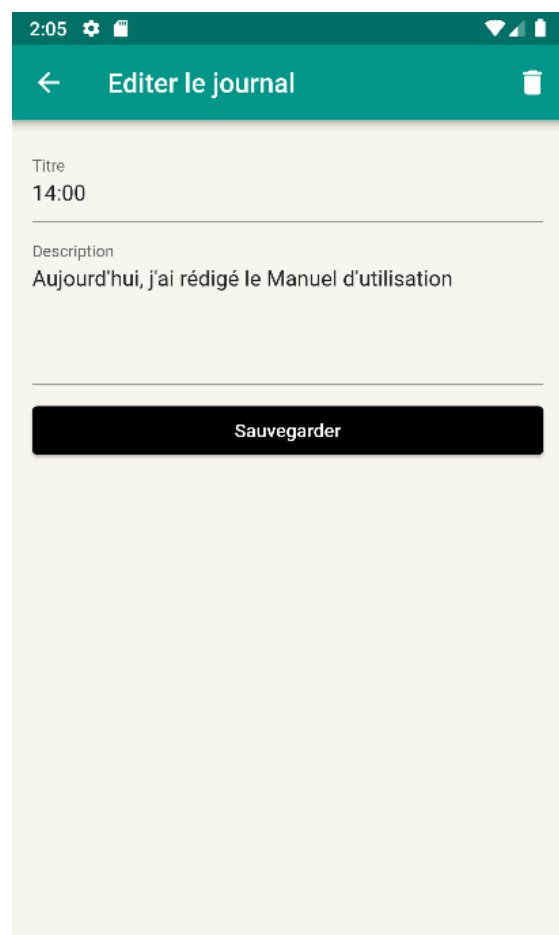 2:05
Editer le journal
Titre
14:00
Description
Aujourd'hui, j'ai rédigé le Manuel d'utilisation
Sauvegarder